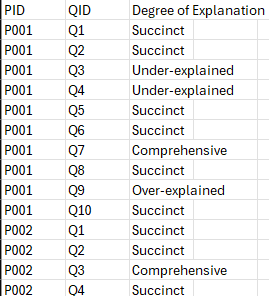 PID QID Degree of Explanation
P001 Q1 Succinct
P001 Q2 Succinct
P001 Q3 Under-explained
P001 Q4 Under-explained
P001 Q5 Succinct
P001 Q6 Succinct
P001 Q7 Comprehensive
P001 Q8 Succinct
P001 Q9 Over-explained
P001 Q10 Succinct
P002 Q1 Succinct
P002 Q2 Succinct
P002 Q3 Comprehensive
P002 Q4 Succinct